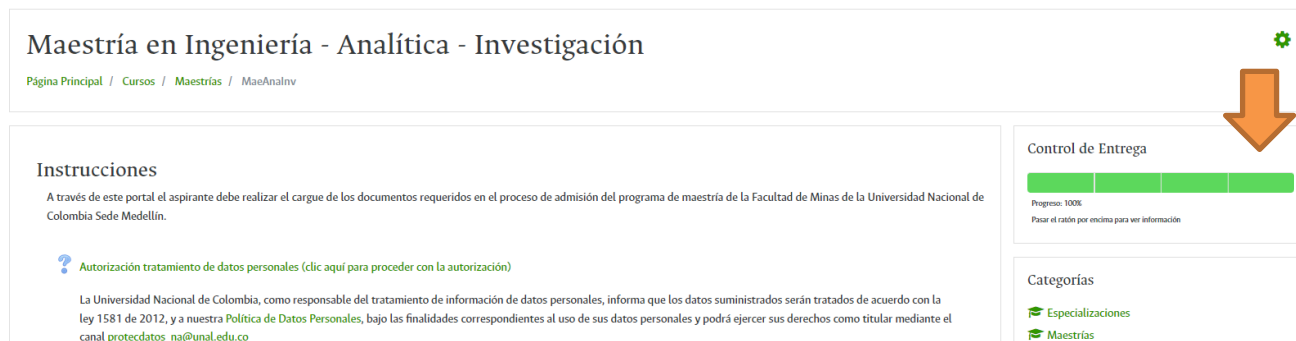 Maestría en Ingeniería - Analítica - Investigación
Página Principal / Cursos / Maestrías / MaeAnaInv
Instrucciones
A través de este portal el aspirante debe realizar el cargue de los documentos requeridos en el proceso de admisión del programa de maestría de la Facultad de Minas de la Universidad Nacional de
Colombia Sede Medellín.
Autorización tratamiento de datos personales (clic aquí para proceder con la autorización)
La Universidad Nacional de Colombia, como responsable del tratamiento de información de datos personales, informa que los datos suministrados serán tratados de acuerdo con la
ley 1581 de 2012, y a nuestra Política de Datos Personales, bajo las finalidades correspondientes al uso de sus datos personales y podrá ejercer sus derechos como titular mediante el
canal protecdatos_na@unal.edu.co
Control de Entrega
Progreso: 100%
Pasar el ratón por encima para ver información
Categorías
Especializaciones
Maestrías